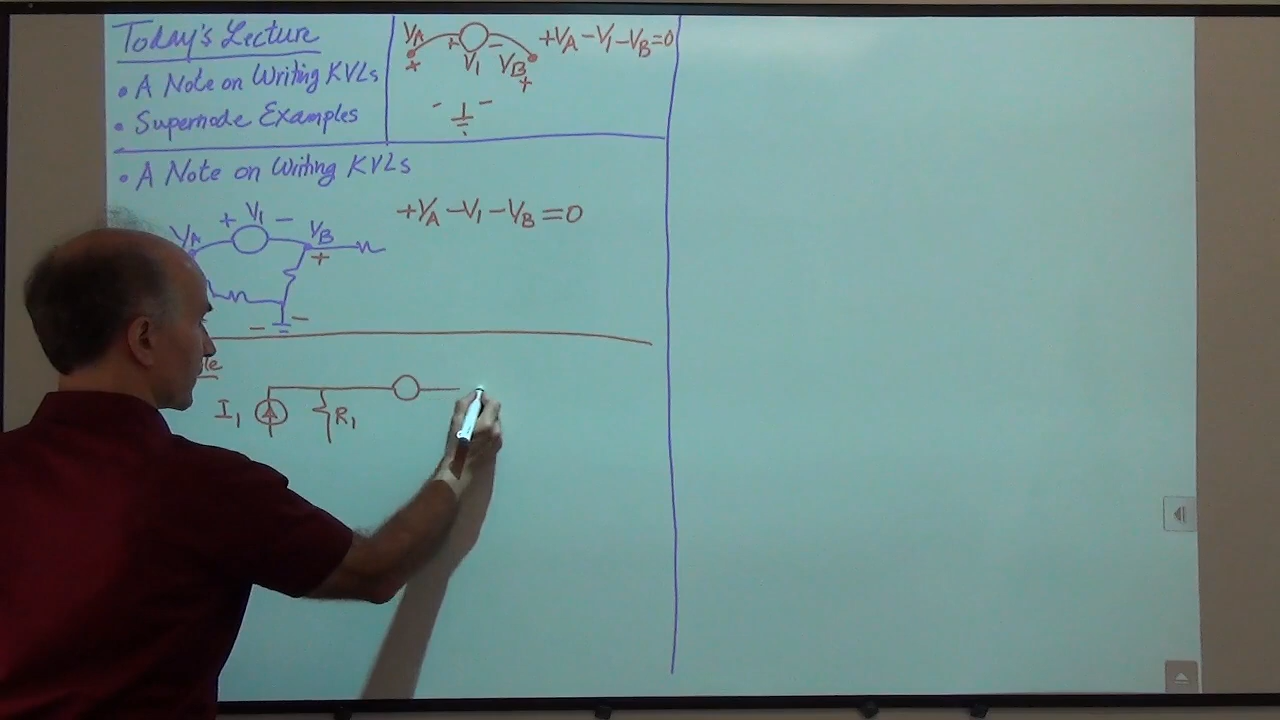 Today's Lecture
• A Note on Writing KVLs
• Supernode Examples
VA + V1 − VB +VA −V1 −VB =0
+ +
− −
• A Note on Writing KVLs
VA + V1 − VB
+
− −
+VA −V1 −VB =0
I1 R1